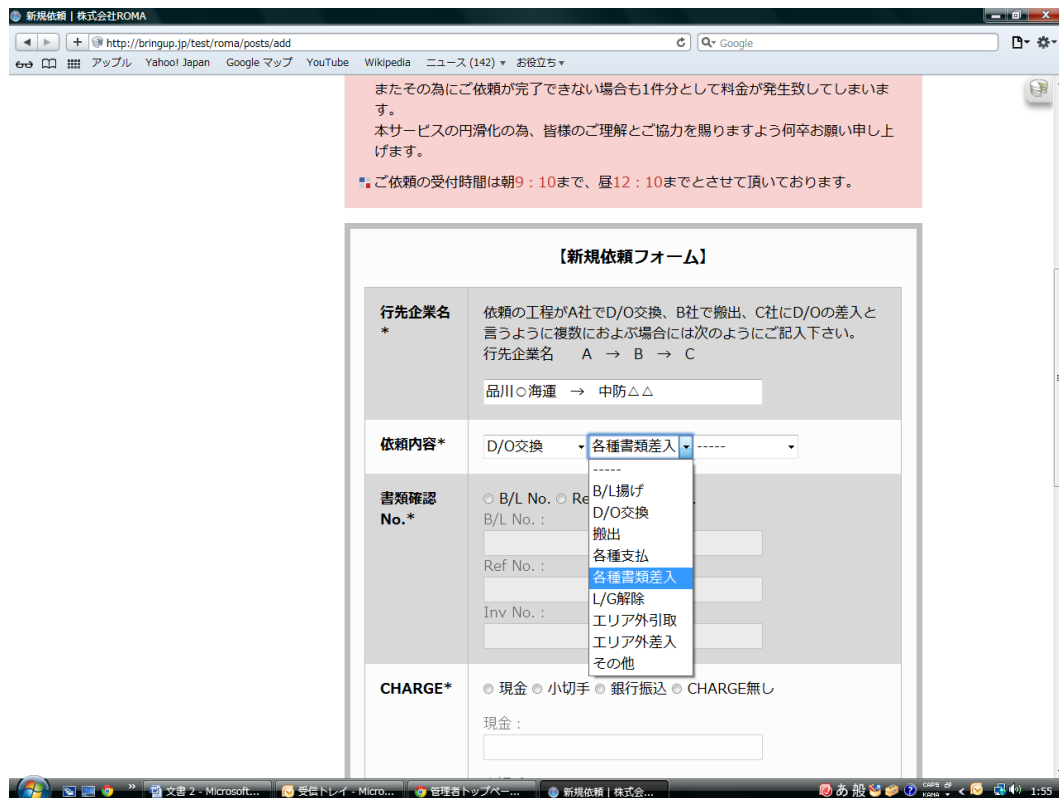 新規依頼 | 株式会社ROMA
http://bringup.jp/test/roma/posts/add
Google
アップル Yahoo! Japan Google マップ YouTube Wikipedia ニュース (142) お役立ち
またその為にご依頼が完了できない場合も1件分として料金が発生致してしまいま
す。
本サービスの円滑化の為、皆様のご理解とご協力を賜りますよう何卒お願い申し上
げます。
ご依頼の受付時間は朝9：10まで、昼12：10までとさせて頂いております。
【新規依頼フォーム】
行先企業名
*
依頼の工程がA社でD/O交換、B社で搬出、C社にD/Oの差入と
言うように複数におよぶ場合には次のようにご記入下さい。
行先企業名 A → B → C
品川○海運 → 中防△△
依頼内容*
D/O交換 各種書類差入 -----
-----
B/L揚げ
D/O交換
搬出
各種支払
各種書類差入
L/G解除
エリア外引取
エリア外差入
その他
書類確認
No.*
B/L No. Re
B/L No. :
Ref No. :
Inv No. :
CHARGE*
現金 小切手 銀行振込 CHARGE無し
現金 :
文書 2 - Microsoft... 受信トレイ - Micro... 管理者トップペー... 新規依頼 | 株式会... あ 般 CAPS KANA 1:55